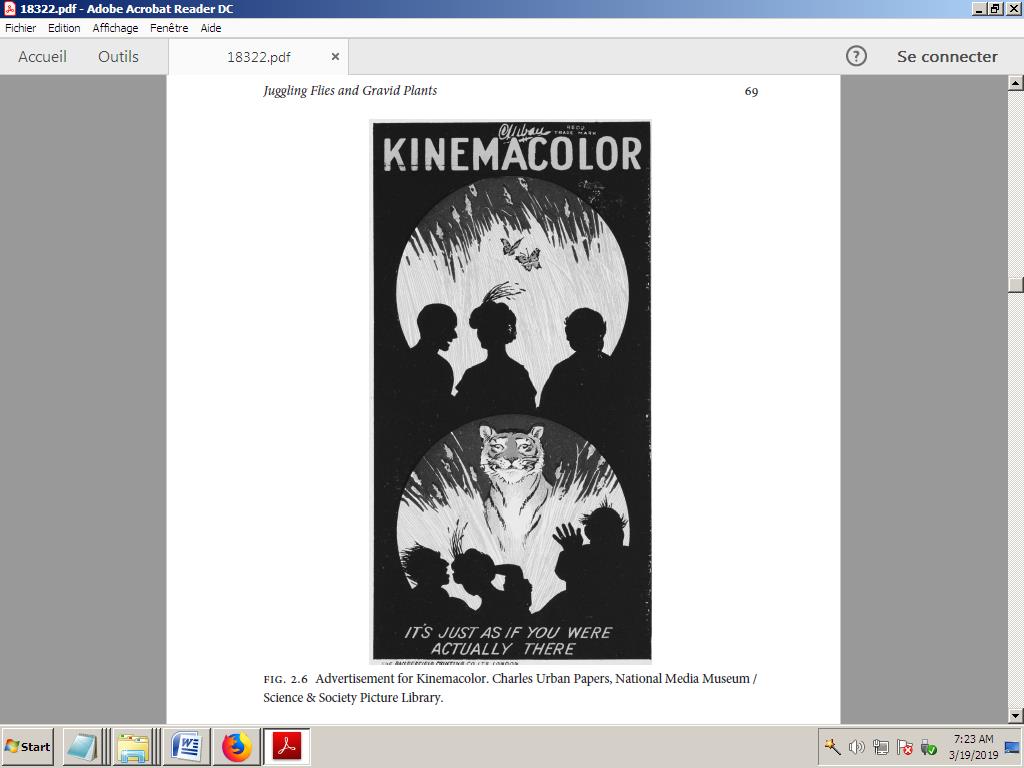 18322.pdf - Adobe Acrobat Reader DC
Fichier Edition Affichage Fenêtre Aide
Accueil Outils 18322.pdf × ? Se connecter
Juggling Flies and Gravid Plants 69
Urban REGD
TRADE MARK
KINEMACOLOR
IT'S JUST AS IF YOU WERE
ACTUALLY THERE
PRINTING CO LTD. LONDON
FIG. 2.6 Advertisement for Kinemacolor. Charles Urban Papers, National Media Museum /
Science & Society Picture Library.
Start 7:23 AM
3/19/2019